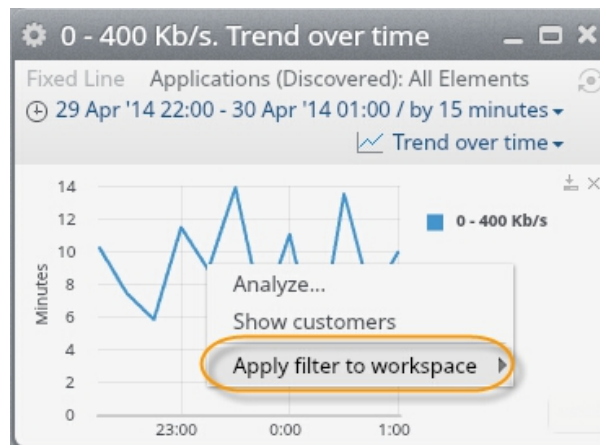 0 - 400 Kb/s. Trend over time
Fixed Line Applications (Discovered): All Elements
29 Apr '14 22:00 - 30 Apr '14 01:00 / by 15 minutes
Trend over time
14
12
10
8
6
4
2
0
Minutes
0 - 400 Kb/s
Analyze...
Show customers
Apply filter to workspace
23:00 0:00 1:00